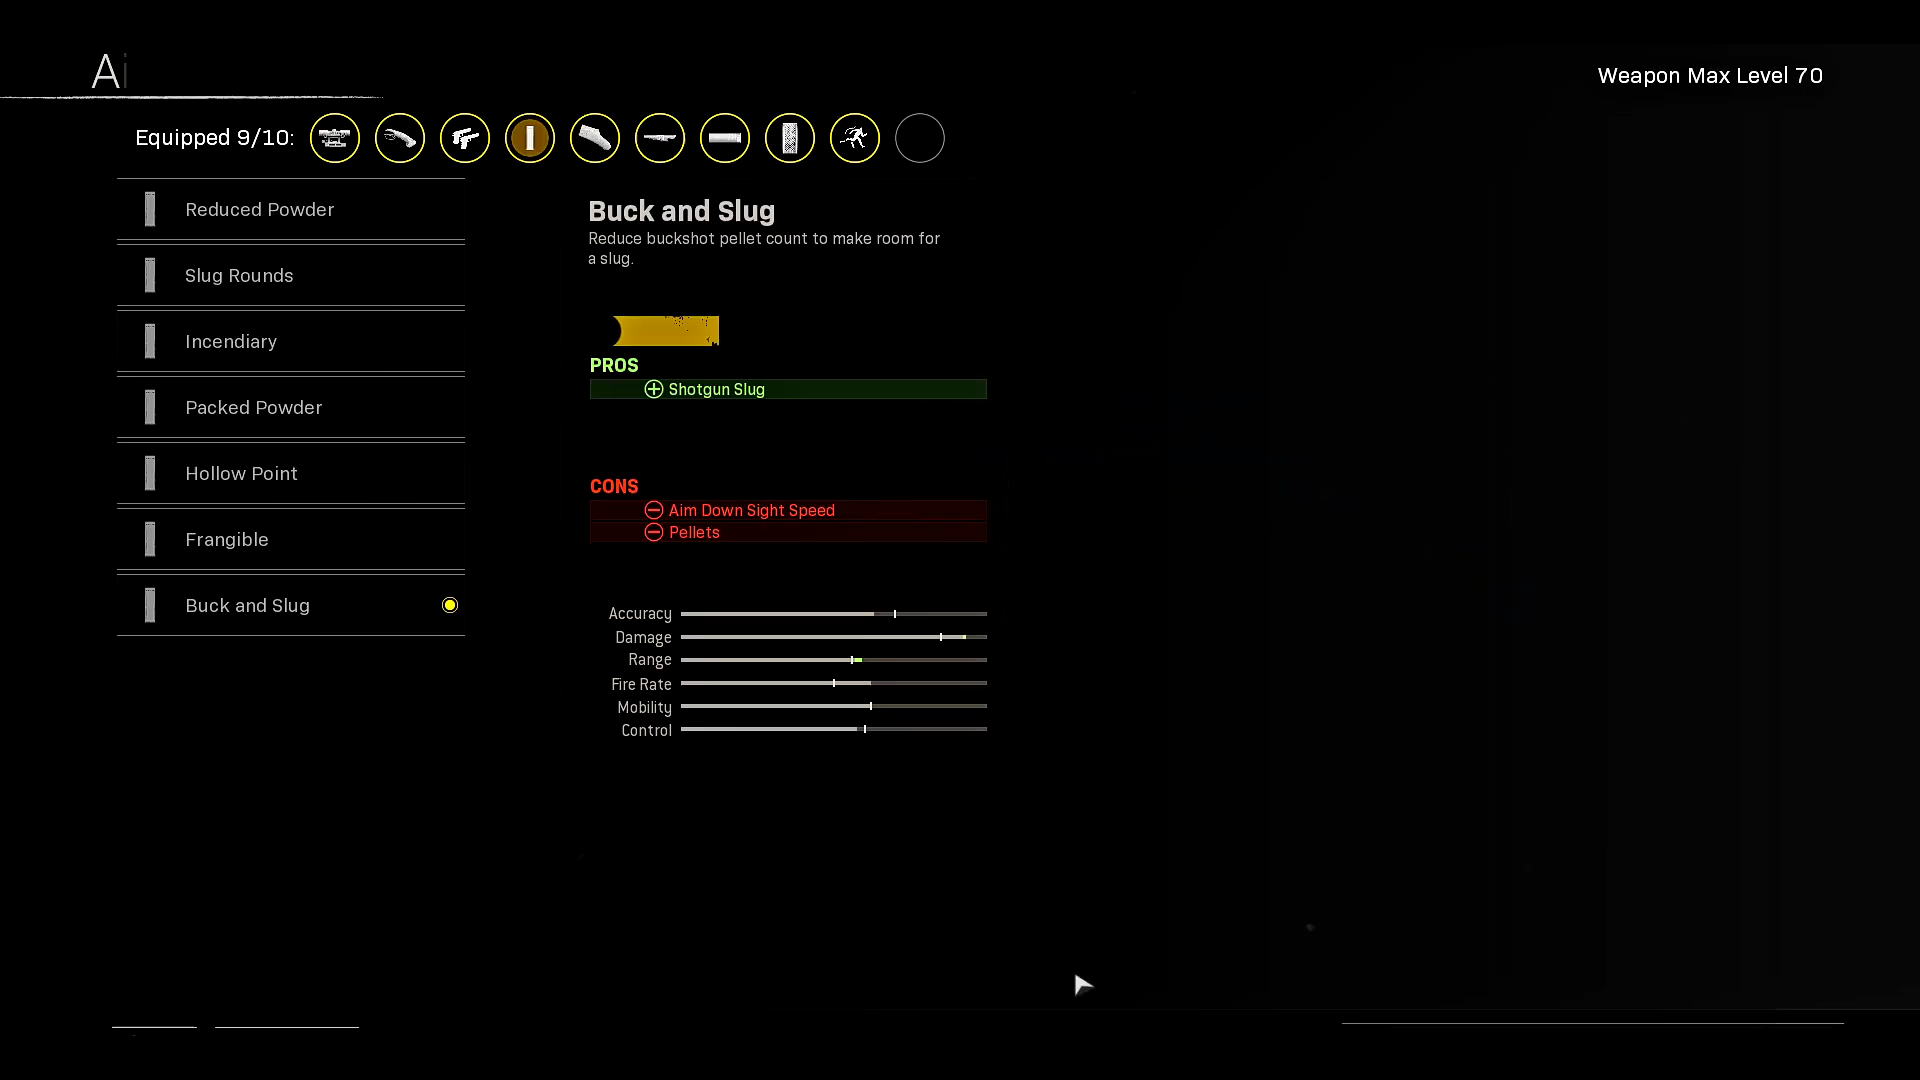 Ai
Weapon Max Level 70
Equipped 9/10:
Reduced Powder
Slug Rounds
Incendiary
Packed Powder
Hollow Point
Frangible
Buck and Slug
Buck and Slug
Reduce buckshot pellet count to make room for
a slug.
PROS
Shotgun Slug
CONS
Aim Down Sight Speed
Pellets
Accuracy
Damage
Range
Fire Rate
Mobility
Control